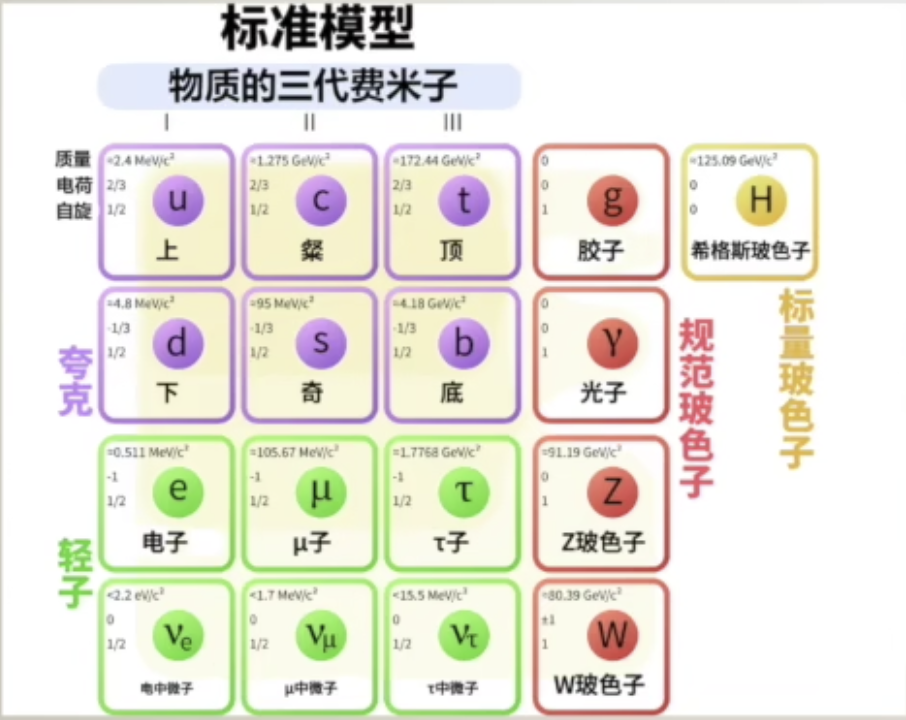 标准模型
物质的三代费米子
I II III
质量
电荷
自旋
≈2.4 MeV/c²
2/3
1/2
u
上
≈1.275 GeV/c²
2/3
1/2
c
粲
≈172.44 GeV/c²
2/3
1/2
t
顶
0
0
1
g
胶子
≈125.09 GeV/c²
0
0
H
希格斯玻色子
夸克
≈4.8 MeV/c²
-1/3
1/2
d
下
≈95 MeV/c²
-1/3
1/2
s
奇
≈4.18 GeV/c²
-1/3
1/2
b
底
0
0
1
γ
光子
规范玻色子
标量玻色子
轻子
≈0.511 MeV/c²
-1
1/2
e
电子
≈105.67 MeV/c²
-1
1/2
μ
μ子
≈1.7768 GeV/c²
-1
1/2
τ
τ子
≈91.19 GeV/c²
0
1
Z
Z玻色子
<2.2 eV/c²
0
1/2
νe
电中微子
<1.7 MeV/c²
0
1/2
νμ
μ中微子
<15.5 MeV/c²
0
1/2
ντ
τ中微子
≈80.39 GeV/c²
±1
1
W
W玻色子